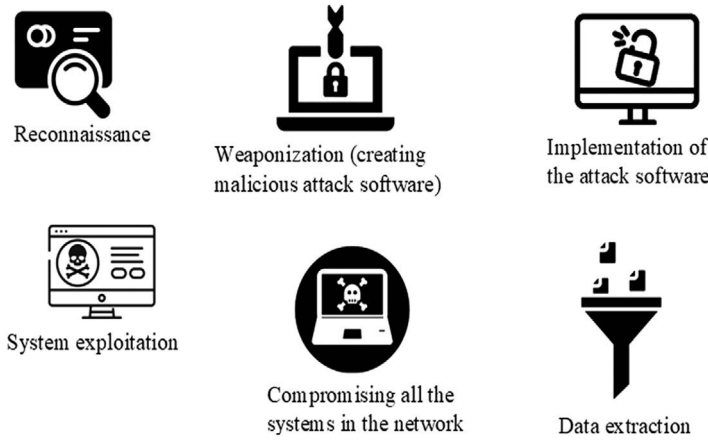 Reconnaissance
Weaponization (creating
malicious attack software)
Implementation of
the attack software
System exploitation
Compromising all the
systems in the network
Data extraction